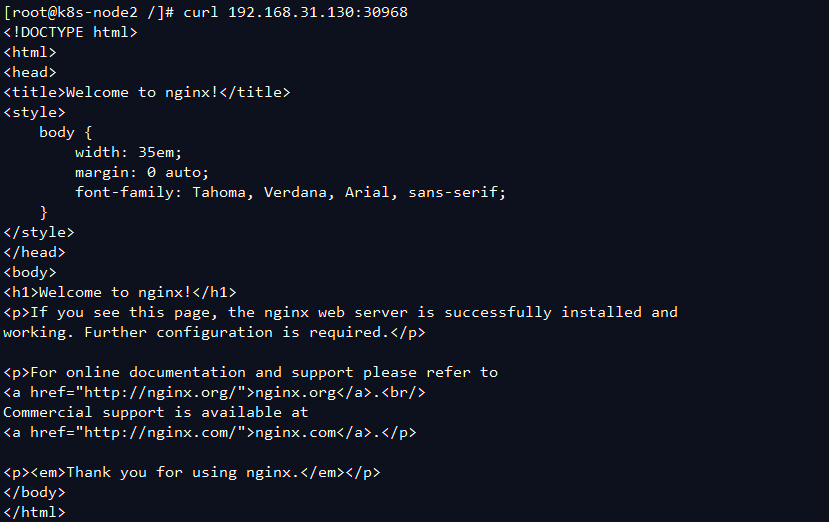 [root@k8s-node2 /]# curl 192.168.31.130:30968
<!DOCTYPE html>
<html>
<head>
<title>Welcome to nginx!</title>
<style>
    body {
        width: 35em;
        margin: 0 auto;
        font-family: Tahoma, Verdana, Arial, sans-serif;
    }
</style>
</head>
<body>
<h1>Welcome to nginx!</h1>
<p>If you see this page, the nginx web server is successfully installed and
working. Further configuration is required.</p>

<p>For online documentation and support please refer to
<a href="http://nginx.org/">nginx.org</a>.<br/>
Commercial support is available at
<a href="http://nginx.com/">nginx.com</a>.</p>

<p><em>Thank you for using nginx.</em></p>
</body>
</html>